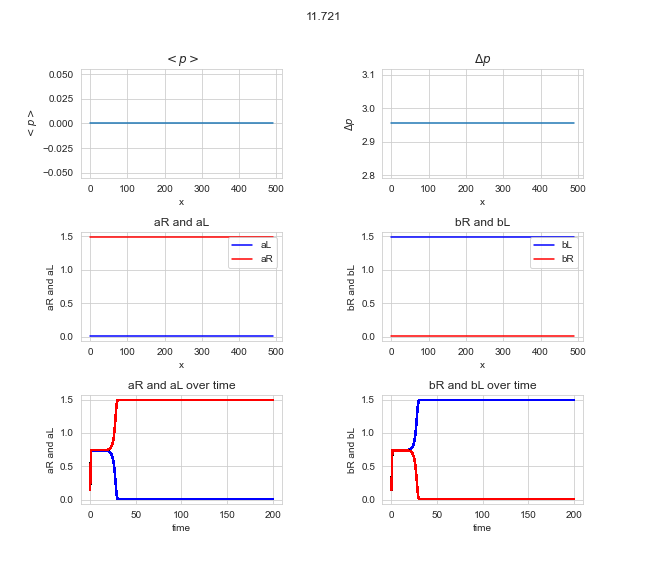 11.721
< p >
Δp
0.050
0.025
0.000
−0.025
−0.050
< p >
0 100 200 300 400 500
x
3.1
3.0
2.9
2.8
Δp
0 100 200 300 400 500
x
aR and aL
bR and bL
1.5
1.0
0.5
0.0
aR and aL
aL
aR
0 100 200 300 400 500
x
1.5
1.0
0.5
0.0
bR and bL
bL
bR
0 100 200 300 400 500
x
aR and aL over time
bR and bL over time
1.5
1.0
0.5
0.0
aR and aL
0 50 100 150 200
time
1.5
1.0
0.5
0.0
bR and bL
0 50 100 150 200
time